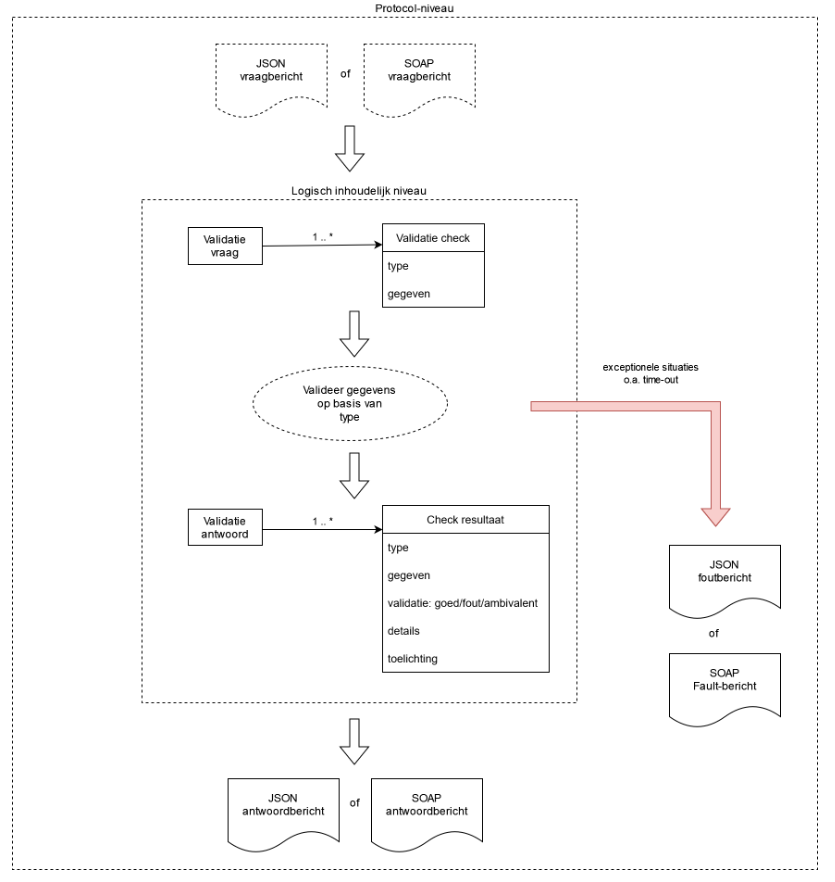 Protocol-niveau
JSON
vraagbericht
of
SOAP
vraagbericht
Logisch inhoudelijk niveau
Validatie
vraag
1 .. *
Validatie check
type
gegeven
Valideer gegevens
op basis van
type
exceptionele situaties
o.a. time-out
Validatie
antwoord
1 .. *
Check resultaat
type
gegeven
validatie: goed/fout/ambivalent
details
toelichting
JSON
foutbericht
of
SOAP
Fault-bericht
JSON
antwoordbericht
of
SOAP
antwoordbericht